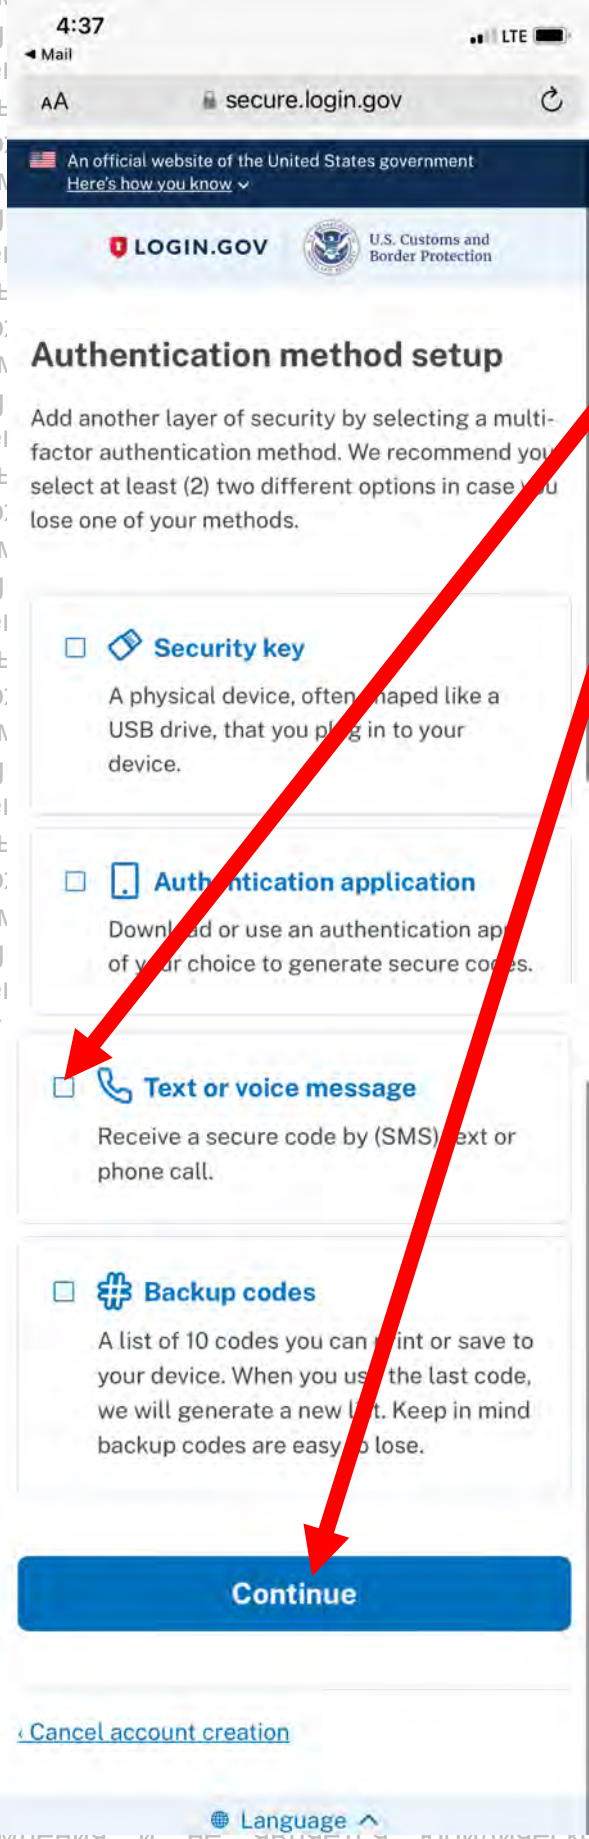 4:37
LTE
◄ Mail
AA secure.login.gov
An official website of the United States government
Here's how you know
LOGIN.GOV
U.S. Customs and
Border Protection
Authentication method setup
Add another layer of security by selecting a multi-
factor authentication method. We recommend you
select at least (2) two different options in case you
lose one of your methods.
Security key
A physical device, often shaped like a
USB drive, that you plug in to your
device.
Authentication application
Download or use an authentication app
of your choice to generate secure codes.
Text or voice message
Receive a secure code by (SMS) text or
phone call.
Backup codes
A list of 10 codes you can print or save to
your device. When you use the last code,
we will generate a new list. Keep in mind
backup codes are easy to lose.
Continue
‹ Cancel account creation
Language